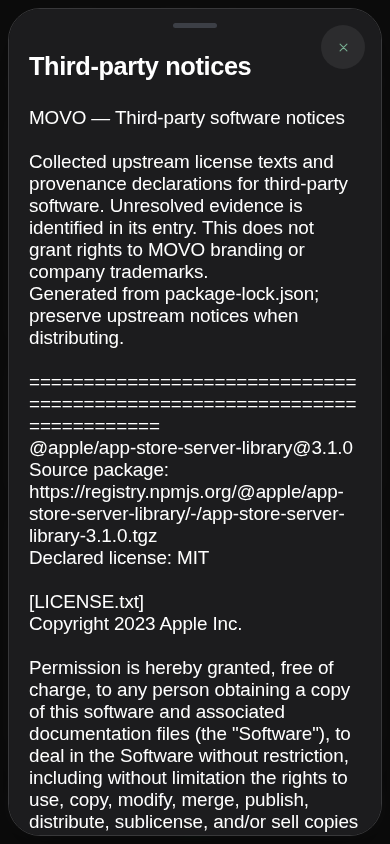 Third-party notices
MOVO — Third-party software notices
Collected upstream license texts and
provenance declarations for third-party
software. Unresolved evidence is
identified in its entry. This does not
grant rights to MOVO branding or
company trademarks.
Generated from package-lock.json;
preserve upstream notices when
distributing.
==============================
==============================
============
@apple/app-store-server-library@3.1.0
Source package:
https://registry.npmjs.org/@apple/app-
store-server-library/-/app-store-server-
library-3.1.0.tgz
Declared license: MIT
[LICENSE.txt]
Copyright 2023 Apple Inc.
Permission is hereby granted, free of
charge, to any person obtaining a copy
of this software and associated
documentation files (the "Software"), to
deal in the Software without restriction,
including without limitation the rights to
use, copy, modify, merge, publish,
distribute, sublicense, and/or sell copies